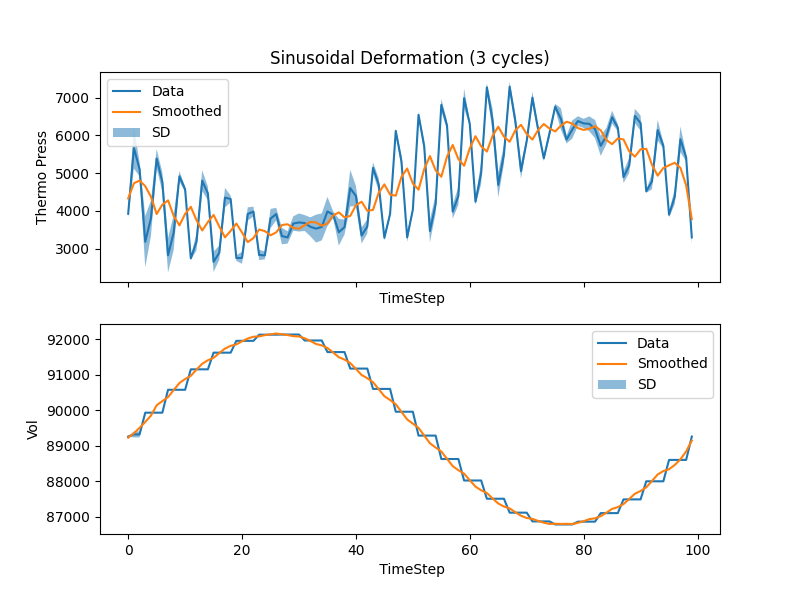 Sinusoidal Deformation (3 cycles)
Data
Smoothed
SD
7000
6000
5000
4000
3000
Thermo Press
TimeStep
Data
Smoothed
SD
92000
91000
90000
89000
88000
87000
Vol
0 20 40 60 80 100
TimeStep